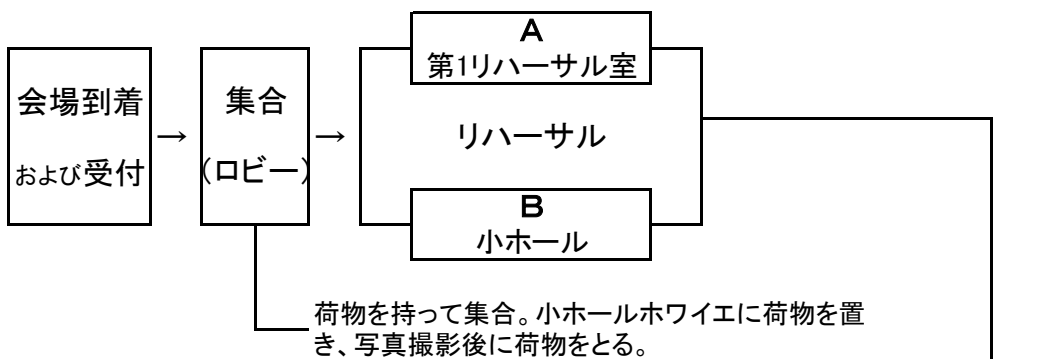 会場到着
および受付
→
集合
(ロビー)
→
A
第1リハーサル室
リハーサル
B
小ホール
荷物を持って集合。小ホールホワイエに荷物を置
き、写真撮影後に荷物をとる。